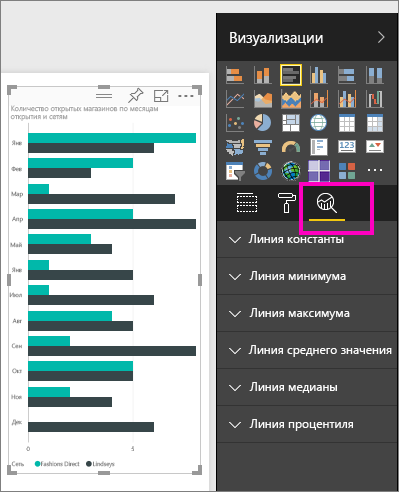 Визуализации
Количество открытых магазинов по месяцам
открытия и сетям
Янв
Фев
Мар
Апр
Май
Янв
Июл
Авг
Сен
Окт
Ноя
Дек
0
5
Сеть
Fashions Direct
Lindseys
123
Линия константы
Линия минимума
Линия максимума
Линия среднего значения
Линия медианы
Линия процентиля